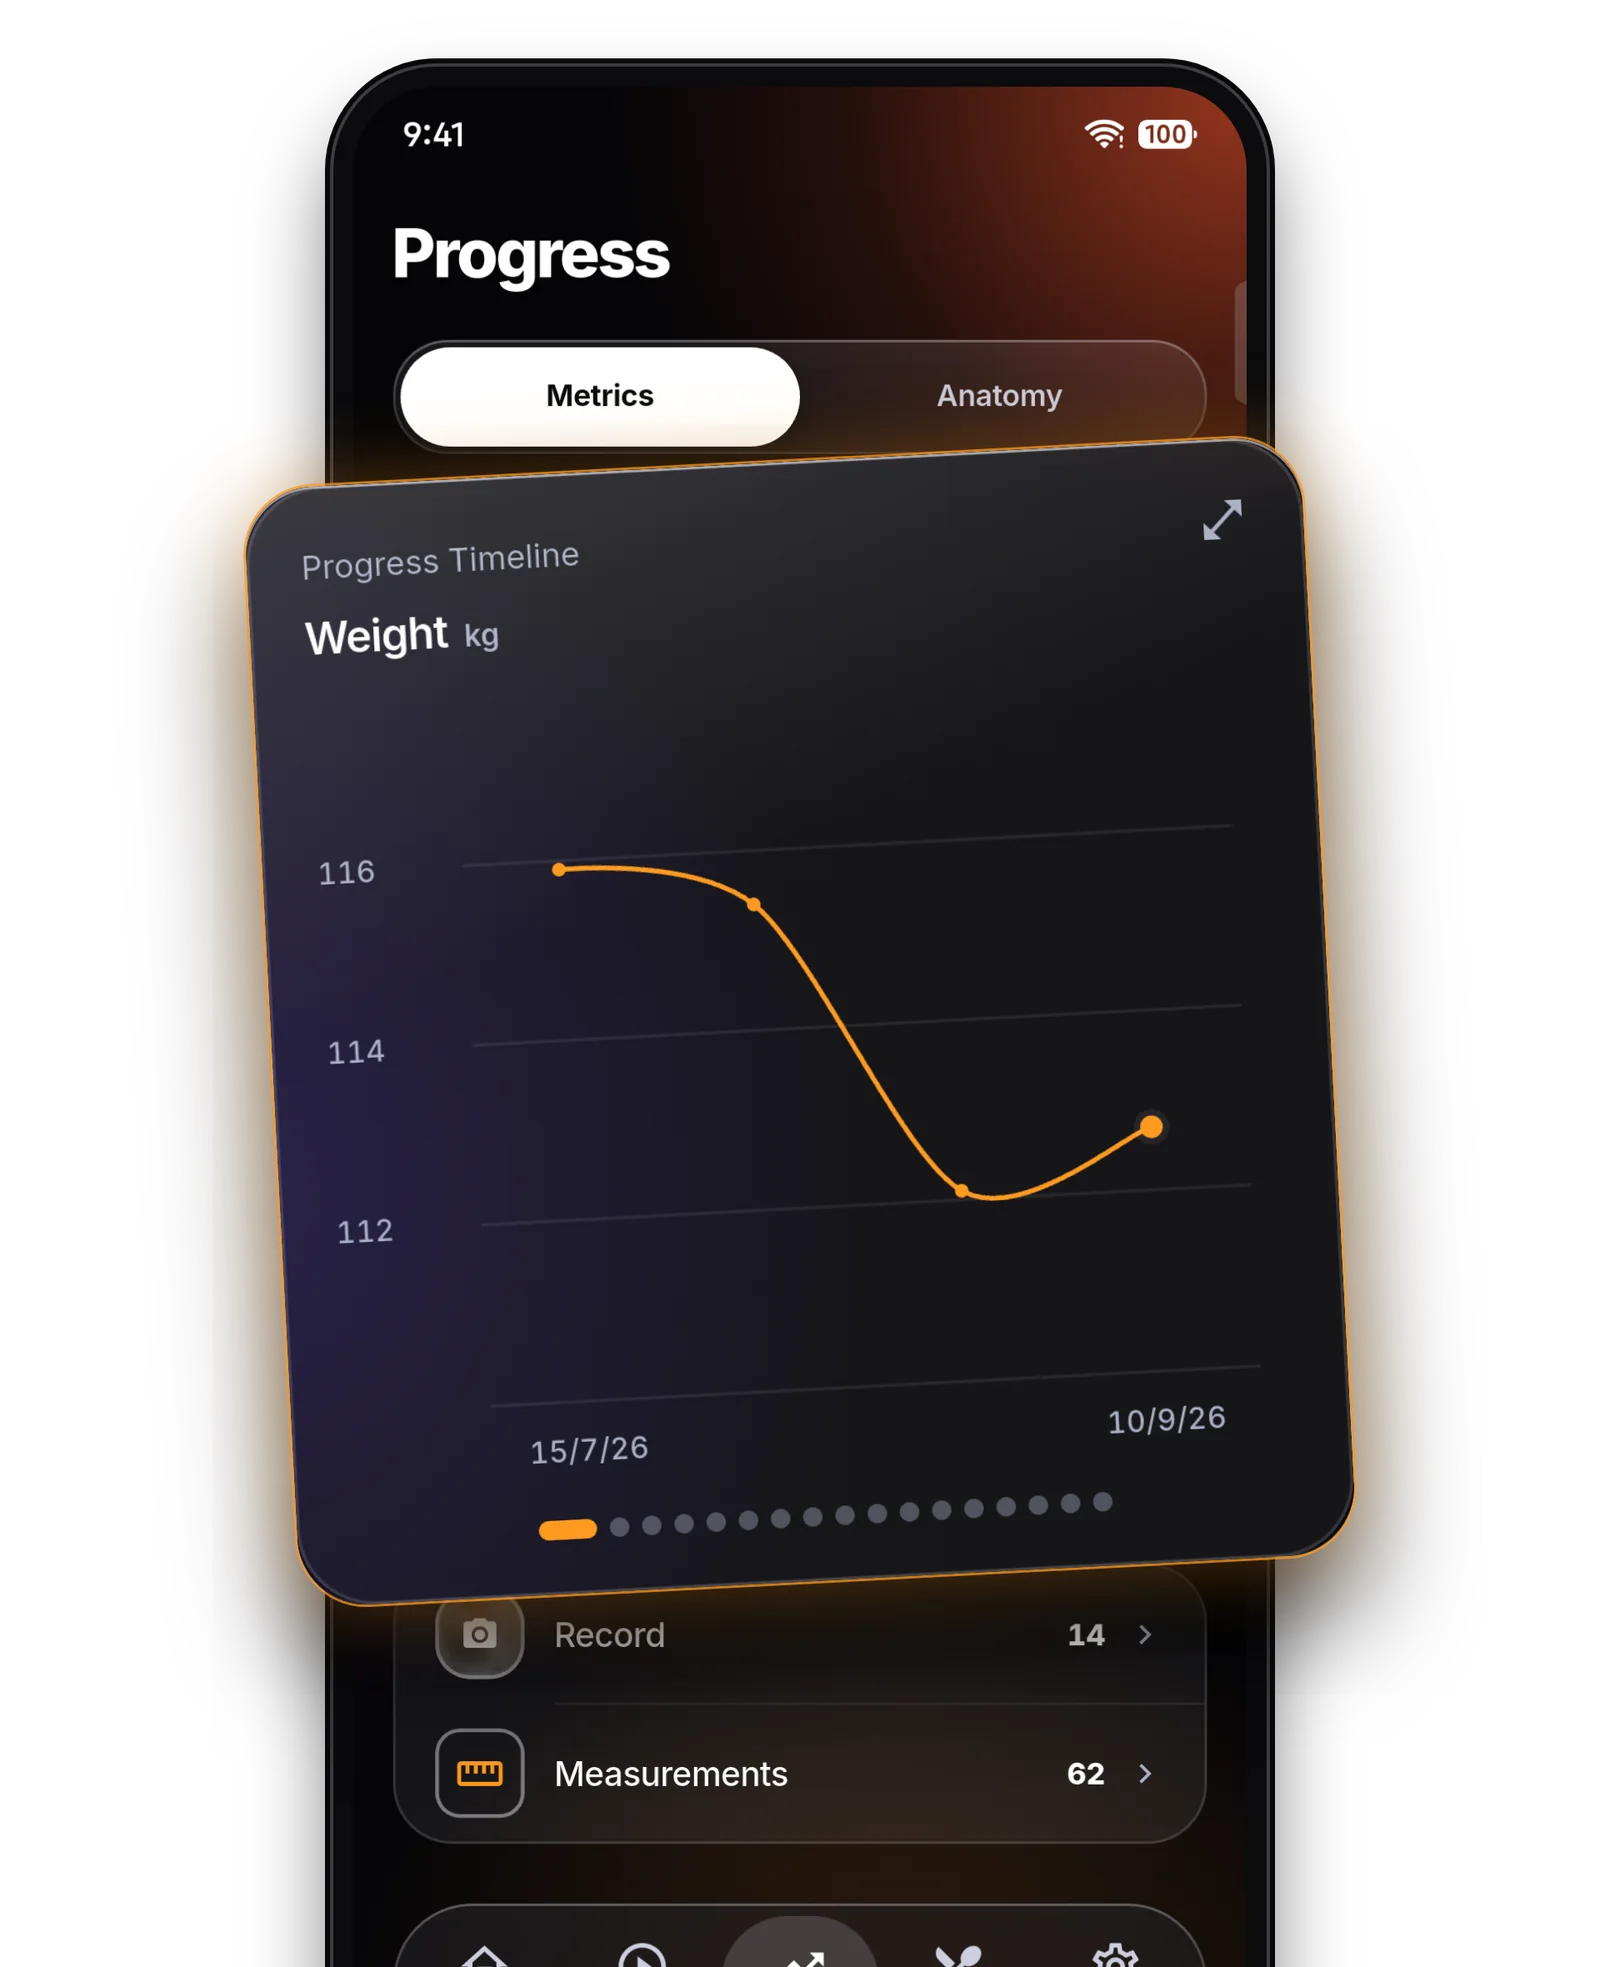 9:41
100
Progress
Metrics
Anatomy
Progress Timeline
Weight kg
116
114
112
15/7/26
10/9/26
Record
14
Measurements
62